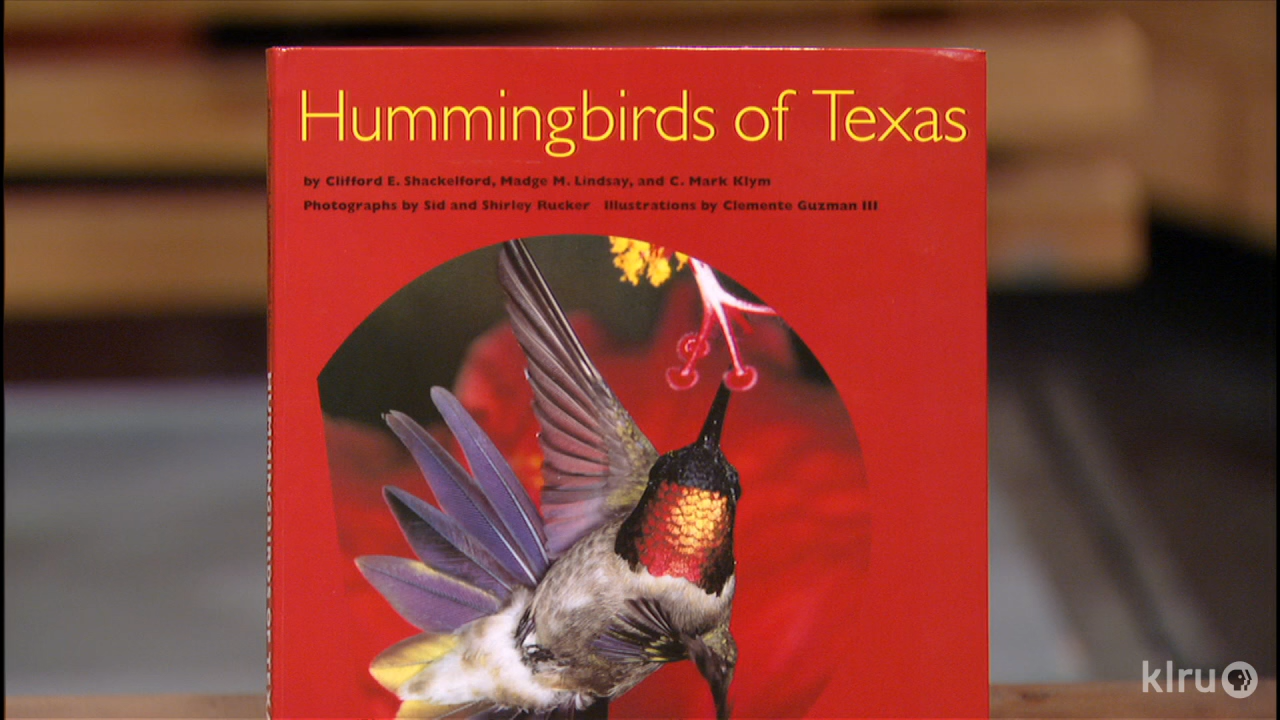 Hummingbirds of Texas
by Clifford E. Shackelford, Madge M. Lindsay, and C. Mark Klym
Photographs by Sid and Shirley Rucker Illustrations by Clemente Guzman III
klru